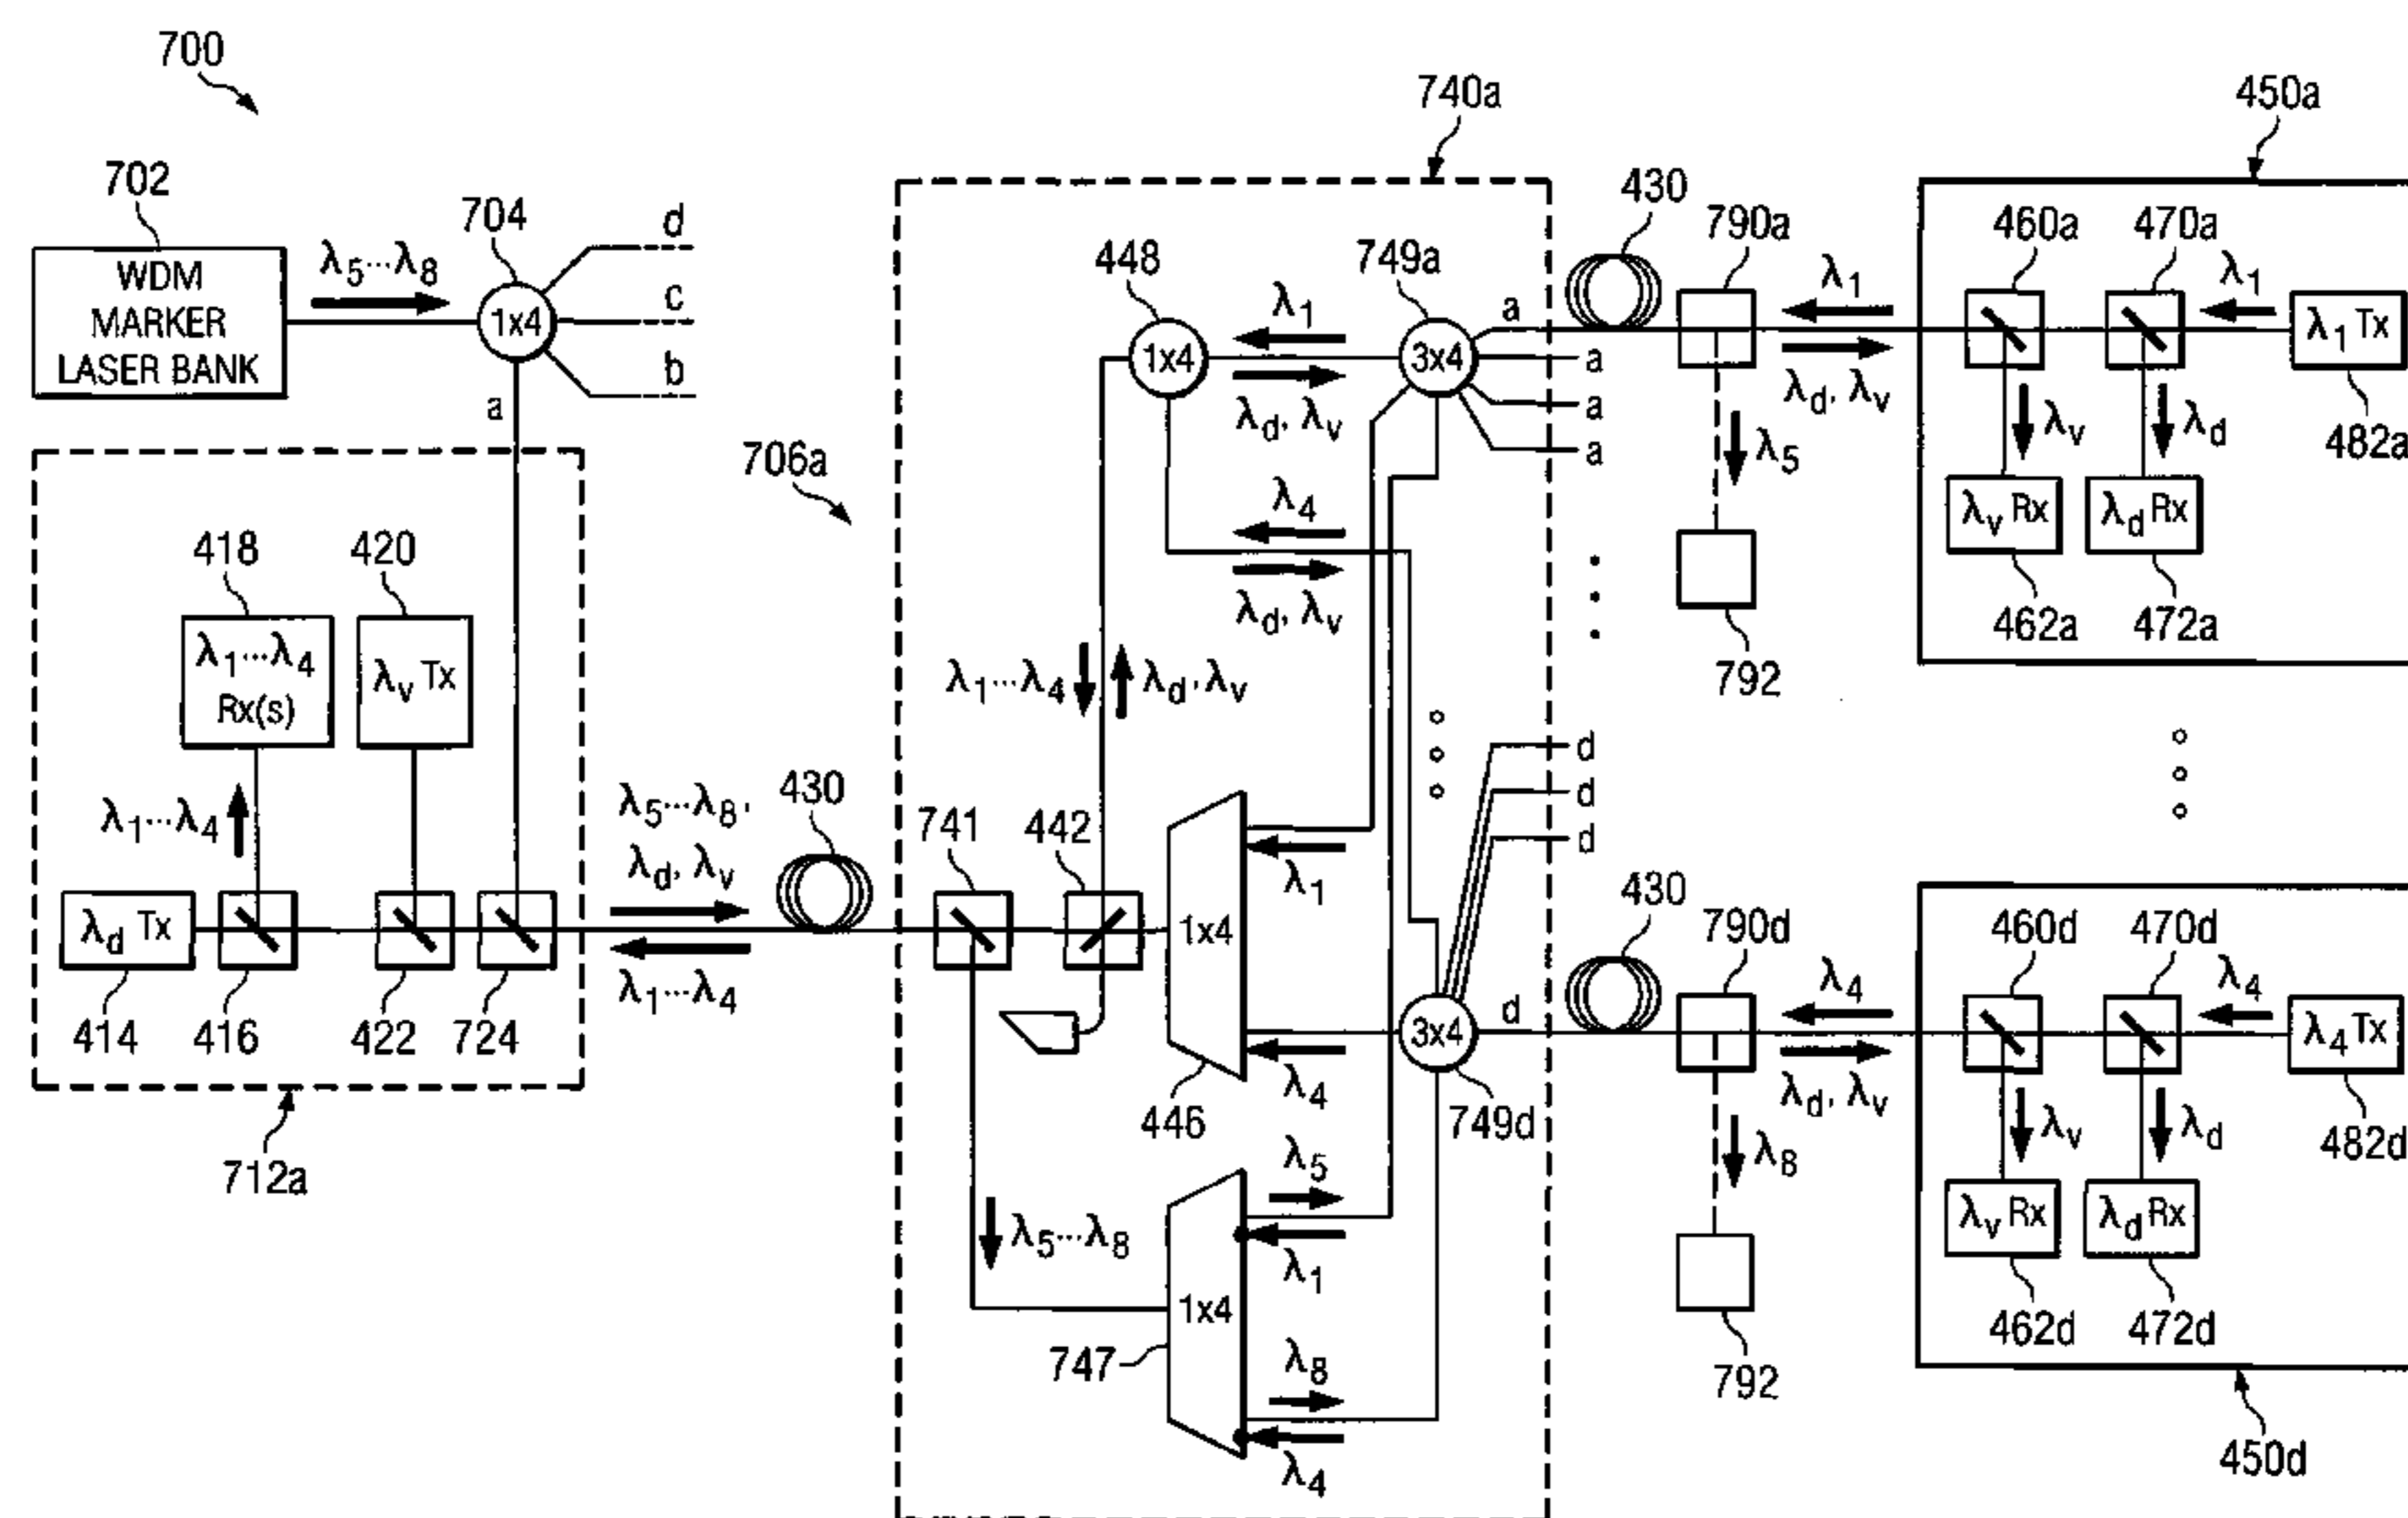 700
702
WDM
MARKER
LASER BANK
λ5···λ8
704
1x4
d
c
b
a
418
λ1···λ4
Rx(s)
420
λv Tx
λ1···λ4
λd Tx
414
416
422
724
712a
λ5···λ8,
λd, λv
λ1···λ4
430
706a
740a
448
1x4
λ1
λd, λv
749a
3x4
a
a
a
a
λ4
λd, λv
λ1···λ4
λd, λv
741
442
1x4
446
λ1
λ4
d
d
d
d
3x4
749d
λ5···λ8
1x4
747
λ5
λ1
λ8
λ4
430
790a
λ1
λd, λv
λ5
792
450a
460a
470a
λ1
λ1 Tx
482a
λv
λd
λv Rx
λd Rx
462a
472a
430
790d
λ4
λd, λv
λ8
792
460d
470d
λ4
λ4 Tx
482d
λv
λd
λv Rx
λd Rx
462d
472d
450d